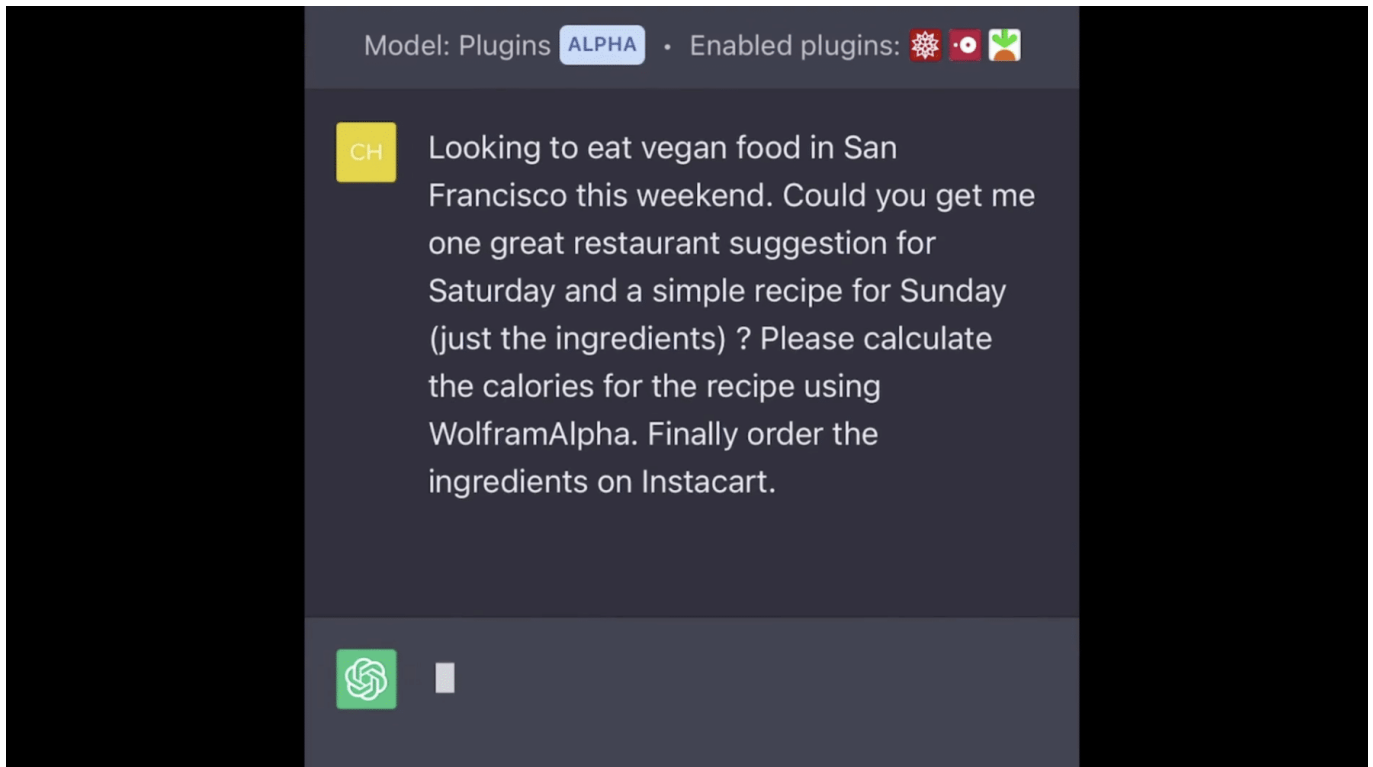 Model: Plugins ALPHA • Enabled plugins:
CH
Looking to eat vegan food in San
Francisco this weekend. Could you get me
one great restaurant suggestion for
Saturday and a simple recipe for Sunday
(just the ingredients) ? Please calculate
the calories for the recipe using
WolframAlpha. Finally order the
ingredients on Instacart.